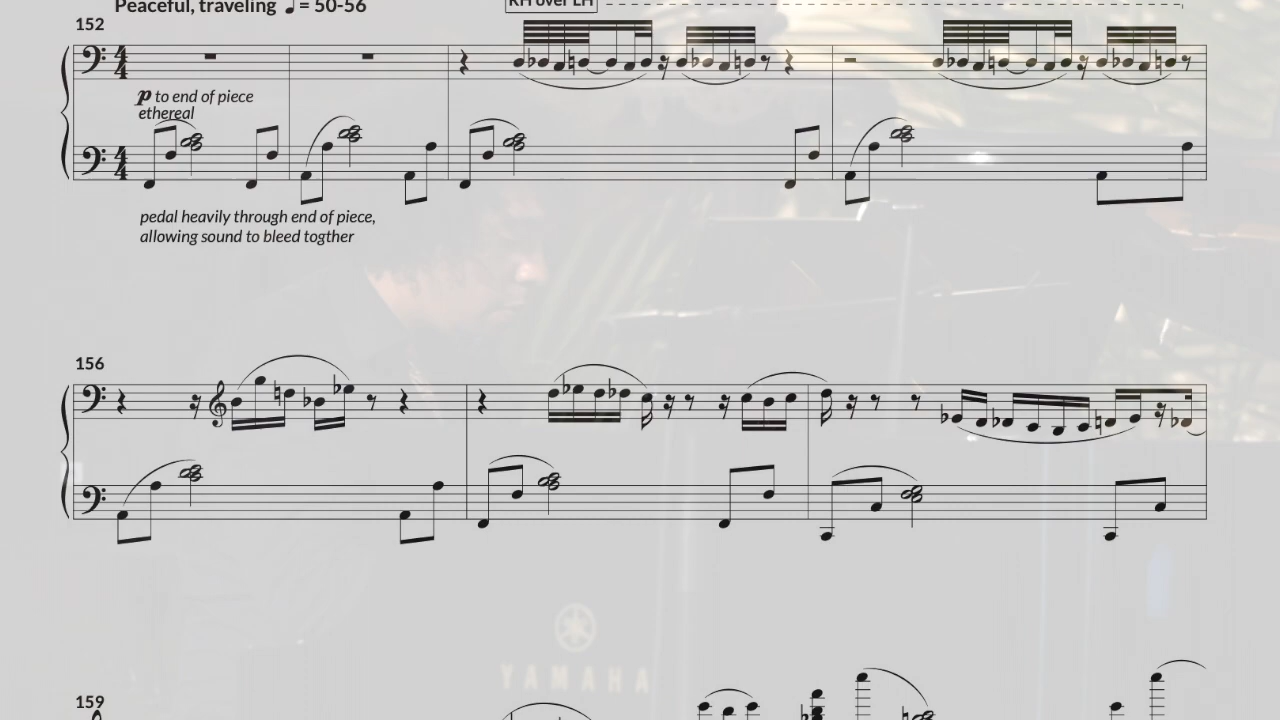 Peaceful, traveling ♩ = 50-56
RH over LH
152
p to end of piece
ethereal
pedal heavily through end of piece,
allowing sound to bleed togther
156
YAMAHA
159